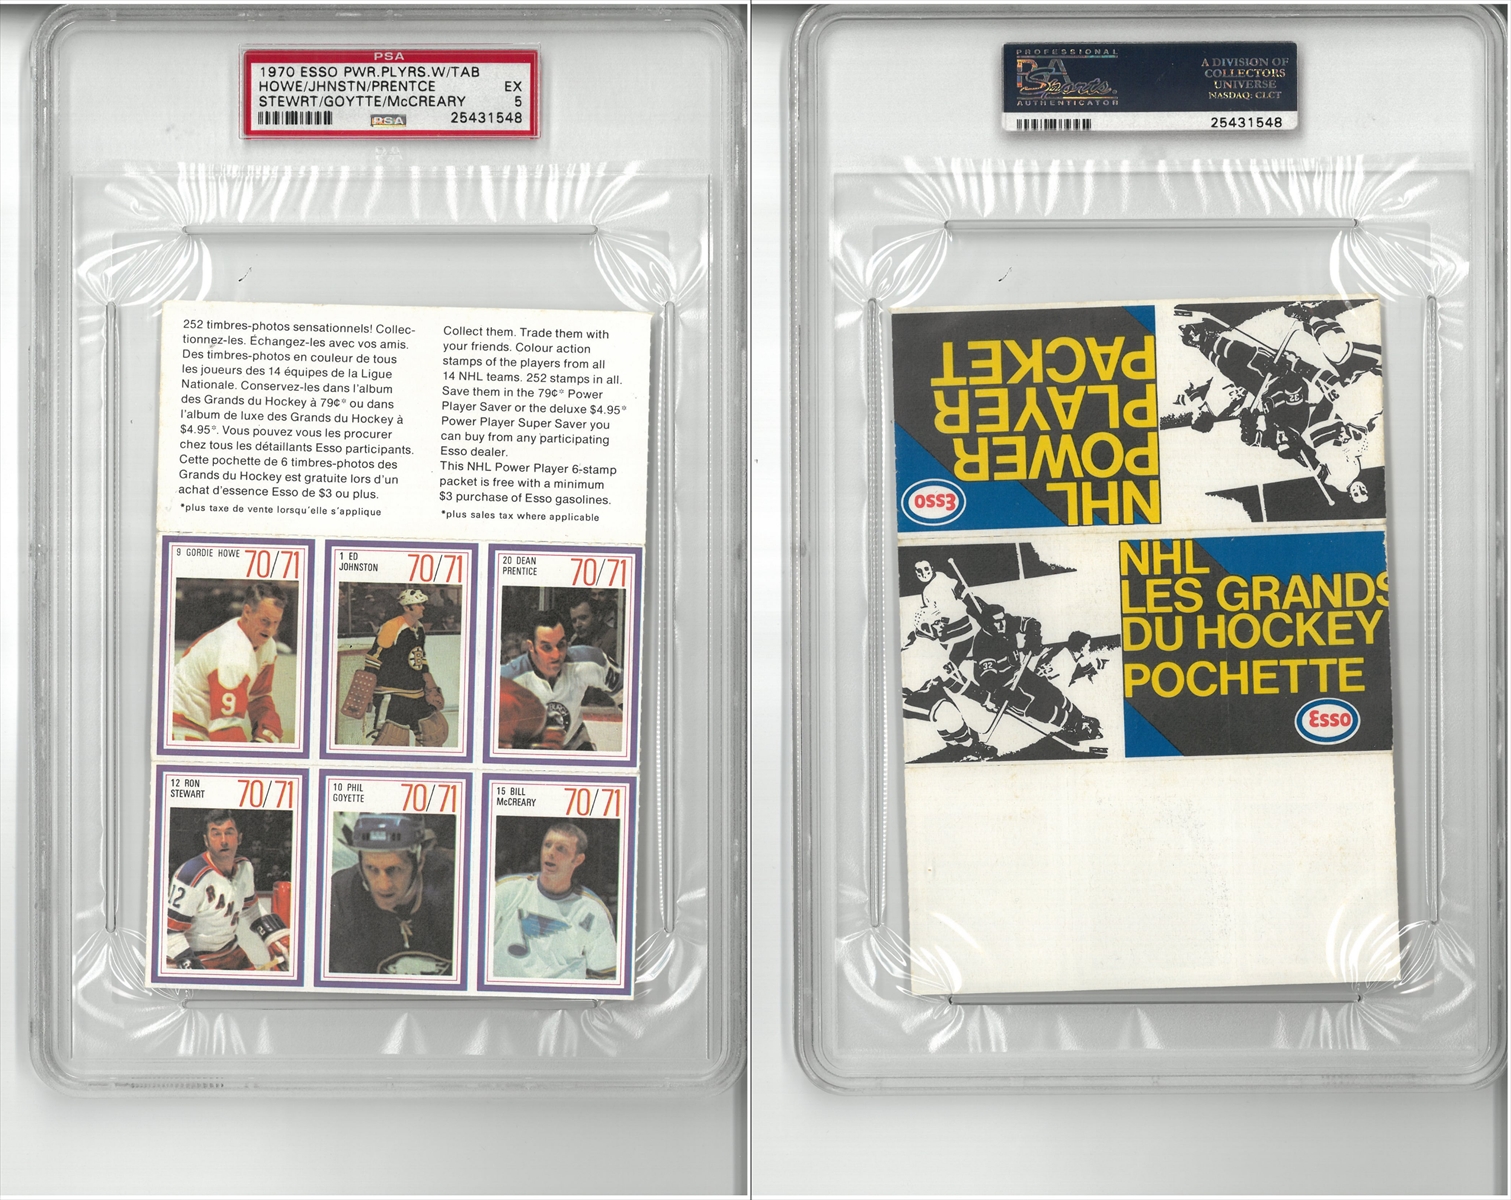 PSA
1970 ESSO PWR.PLYRS.W/TAB
HOWE/JHNSTN/PRENTCE EX
STEWRT/GOYTTE/McCREARY 5
PSA 25431548
252 timbres-photos sensationnels! Collec-
tionnez-les. Échangez-les avec vos amis.
Des timbres-photos en couleur de tous
les joueurs des 14 équipes de la Ligue
Nationale. Conservez-les dans l'album
des Grands du Hockey à 79¢* ou dans
l'album de luxe des Grands du Hockey à
$4.95*. Vous pouvez vous les procurer
chez tous les détaillants Esso participants.
Cette pochette de 6 timbres-photos des
Grands du Hockey est gratuite lors d'un
achat d'essence Esso de $3 ou plus.
*plus taxe de vente lorsqu'elle s'applique
Collect them. Trade them with
your friends. Colour action
stamps of the players from all
14 NHL teams. 252 stamps in all.
Save them in the 79¢* Power
Player Saver or the deluxe $4.95*
Power Player Super Saver you
can buy from any participating
Esso dealer.
This NHL Power Player 6-stamp
packet is free with a minimum
$3 purchase of Esso gasolines.
*plus sales tax where applicable
9 GORDIE HOWE 70/71
9
1 ED
JOHNSTON 70/71
20 DEAN
PRENTICE 70/71
12 RON
STEWART 70/71
12
10 PHIL
GOYETTE 70/71
15 BILL
McCREARY 70/71
A
PROFESSIONAL
PSA
Sports
AUTHENTICATOR
A DIVISION OF
COLLECTORS
UNIVERSE
NASDAQ: CLCT
25431548
NHL
POWER
PLAYER
PACKET
Esso
32
NHL
LES GRANDS
DU HOCKEY
POCHETTE
Esso
32